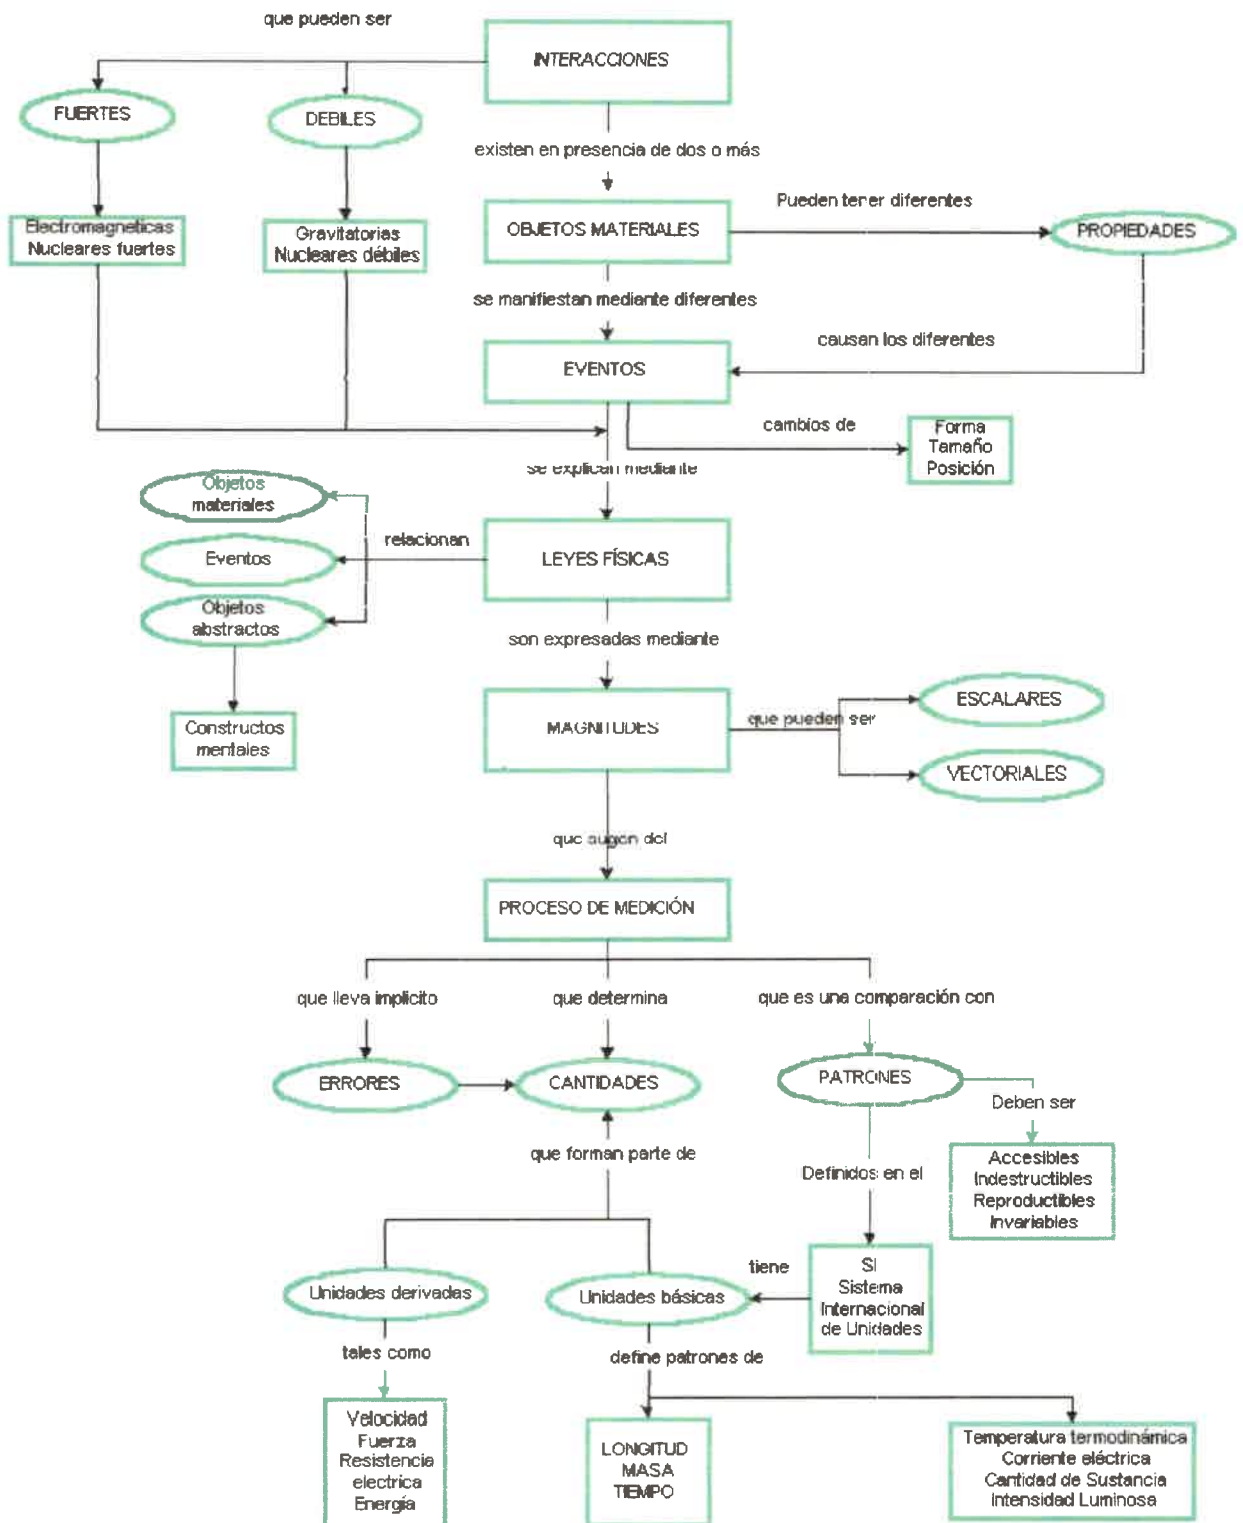 que pueden ser
INTERACCIONES
FUERTES
DEBILES
existen en presencia de dos o más
Electromagnéticas
Nucleares fuertes
Gravitatorias
Nucleares débiles
OBJETOS MATERIALES
Pueden tener diferentes
PROPIEDADES
se manifiestan mediante diferentes
causan los diferentes
EVENTOS
cambios de
Forma
Tamaño
Posición
se explican mediante
Objetos
materiales
relacionan
Eventos
LEYES FÍSICAS
Objetos
abstractos
son expresadas mediante
Constructos
mentales
MAGNITUDES
que pueden ser
ESCALARES
VECTORIALES
que surgen del
PROCESO DE MEDICIÓN
que lleva implicito
que determina
que es una comparación con
ERRORES
CANTIDADES
PATRONES
Deben ser
que forman parte de
Definidos en el
Accesibles
Indestructibles
Reproductibles
Invariables
Unidades derivadas
Unidades básicas
tiene
SI
Sistema
Internacional
de Unidades
tales como
define patrones de
Velocidad
Fuerza
Resistencia
electrica
Energía
LONGITUD
MASA
TIEMPO
Temperatura termodinámica
Corriente eléctrica
Cantidad de Sustancia
Intensidad Luminosa